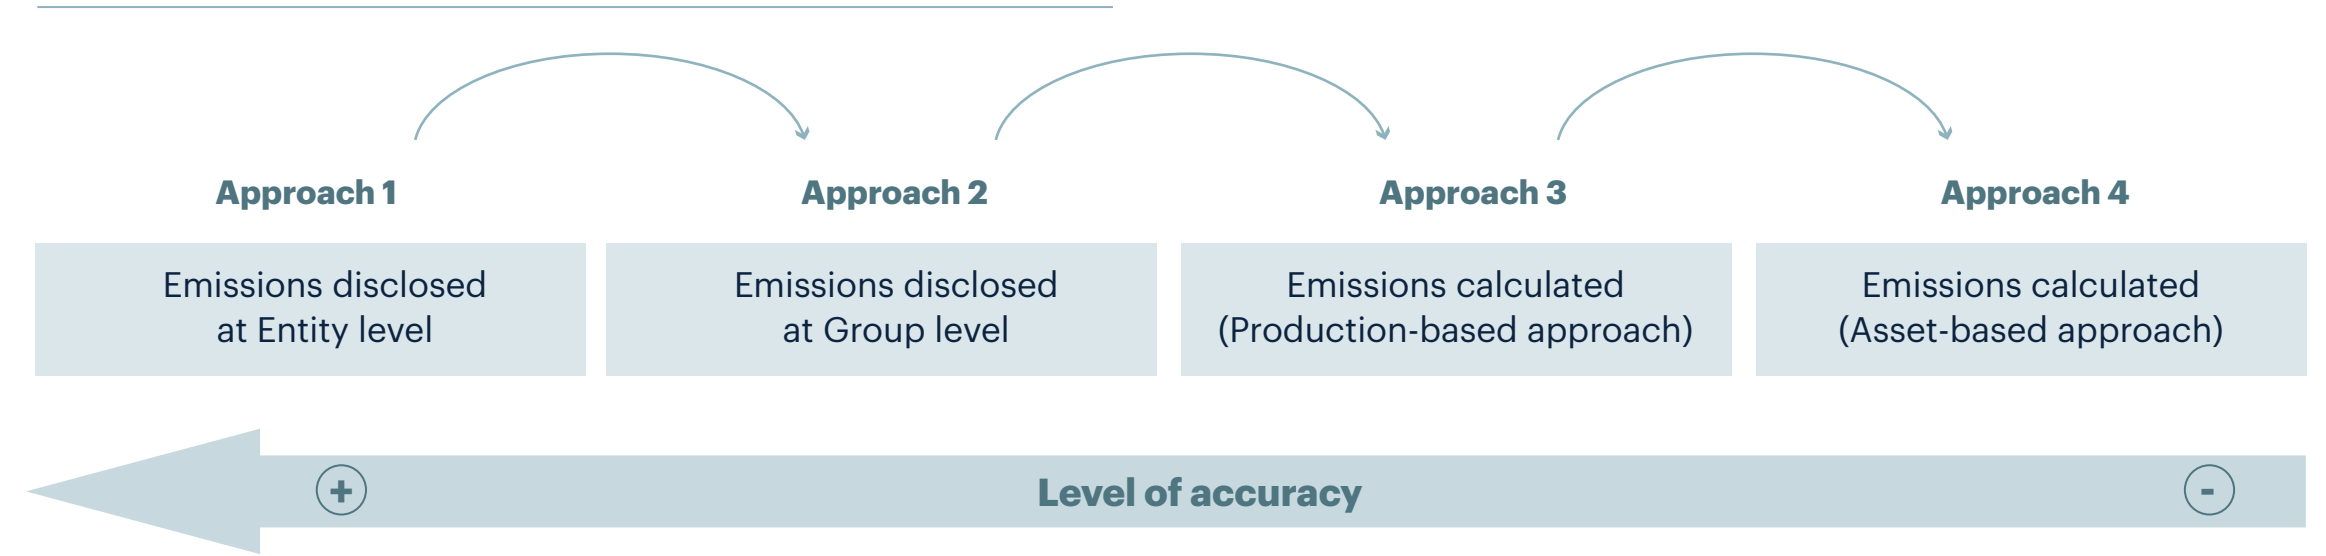 Approach 1
Approach 2
Approach 3
Approach 4
Emissions disclosed
at Entity level
Emissions disclosed
at Group level
Emissions calculated
(Production-based approach)
Emissions calculated
(Asset-based approach)
+
Level of accuracy
-